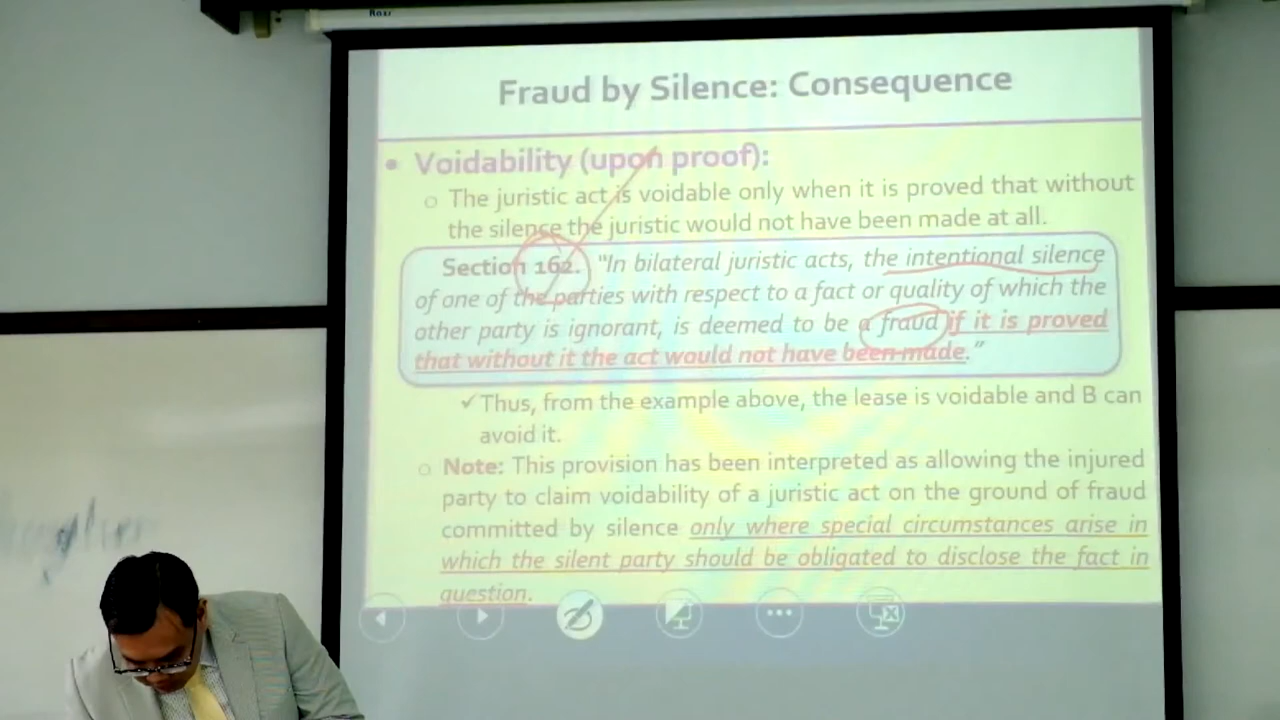 Fraud by Silence: Consequence
• Voidability (upon proof):
o The juristic act is voidable only when it is proved that without
the silence the juristic would not have been made at all.
Section 162. “In bilateral juristic acts, the intentional silence
of one of the parties with respect to a fact or quality of which the
other party is ignorant, is deemed to be a fraud if it is proved
that without it the act would not have been made.”
✓ Thus, from the example above, the lease is voidable and B can
avoid it.
o Note: This provision has been interpreted as allowing the injured
party to claim voidability of a juristic act on the ground of fraud
committed by silence only where special circumstances arise in
which the silent party should be obligated to disclose the fact in
question.